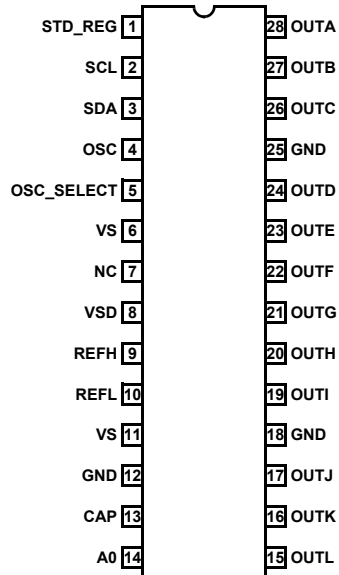 STD_REG 1 28 OUTA
SCL 2 27 OUTB
SDA 3 26 OUTC
OSC 4 25 GND
OSC_SELECT 5 24 OUTD
VS 6 23 OUTE
NC 7 22 OUTF
VSD 8 21 OUTG
REFH 9 20 OUTH
REFL 10 19 OUTI
VS 11 18 GND
GND 12 17 OUTJ
CAP 13 16 OUTK
A0 14 15 OUTL